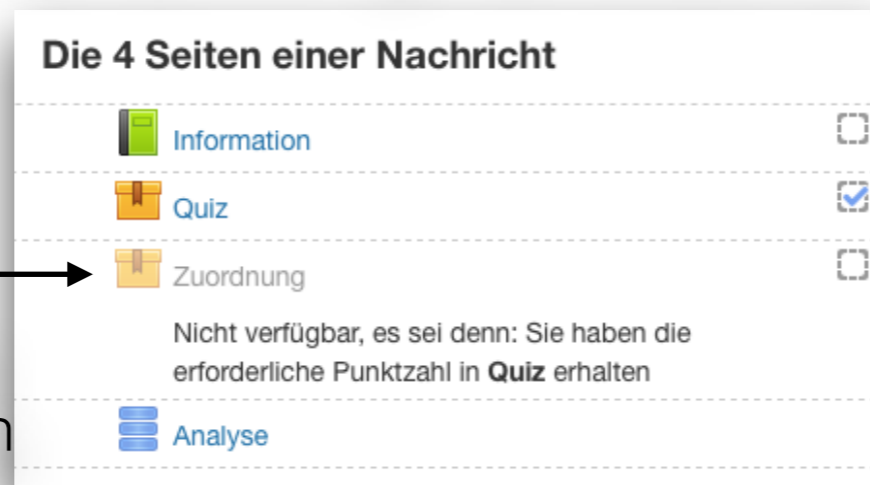 Die 4 Seiten einer Nachricht
Information
Quiz
Zuordnung
Nicht verfügbar, es sei denn: Sie haben die
erforderliche Punktzahl in Quiz erhalten
n
Analyse